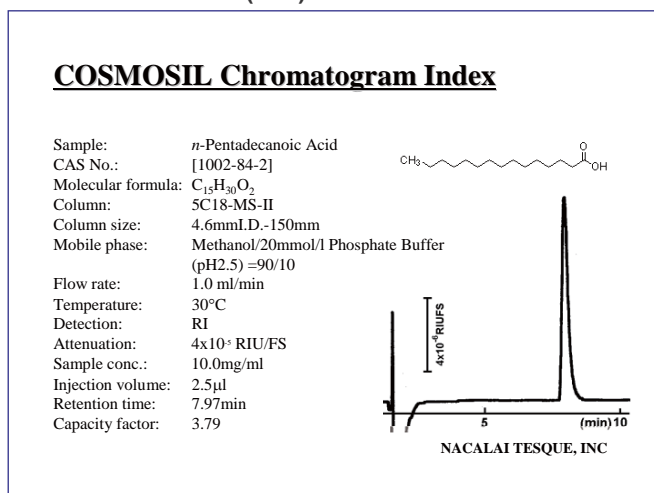 COSMOSIL Chromatogram Index
Sample: n-Pentadecanoic Acid
CAS No.: [1002-84-2]
Molecular formula: C15H30O2
Column: 5C18-MS-II
Column size: 4.6mmI.D.-150mm
Mobile phase: Methanol/20mmol/l Phosphate Buffer
(pH2.5) =90/10
Flow rate: 1.0 ml/min
Temperature: 30°C
Detection: RI
Attenuation: 4x10-5 RIU/FS
Sample conc.: 10.0mg/ml
Injection volume: 2.5µl
Retention time: 7.97min
Capacity factor: 3.79
CH3
O
OH
4x10-6RIUFS
5
(min)10
NACALAI TESQUE, INC